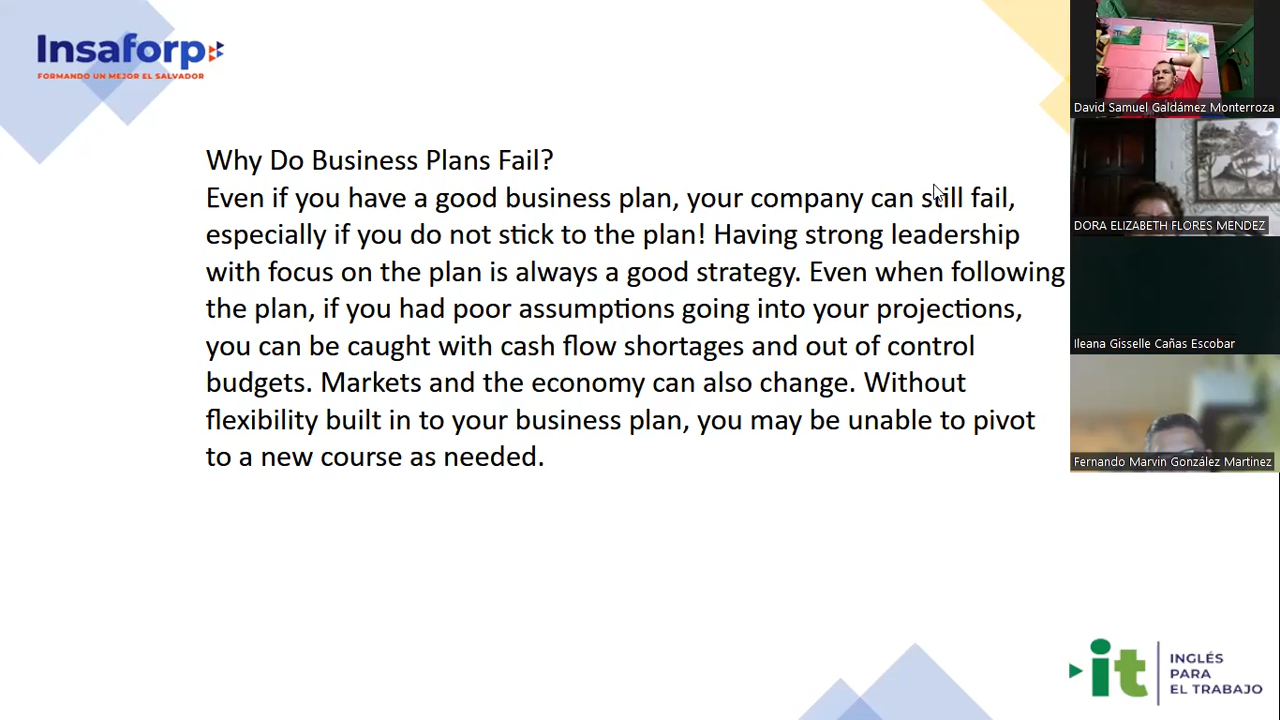 Insaforp
FORMANDO UN MEJOR EL SALVADOR
Why Do Business Plans Fail?
Even if you have a good business plan, your company can still fail,
especially if you do not stick to the plan! Having strong leadership
with focus on the plan is always a good strategy. Even when following
the plan, if you had poor assumptions going into your projections,
you can be caught with cash flow shortages and out of control
budgets. Markets and the economy can also change. Without
flexibility built in to your business plan, you may be unable to pivot
to a new course as needed.
David Samuel Galdámez Monterroza
DORA ELIZABETH FLORES MENDEZ
Ileana Gisselle Cañas Escobar
Fernando Marvin González Martinez
it
INGLÉS
PARA
EL TRABAJO